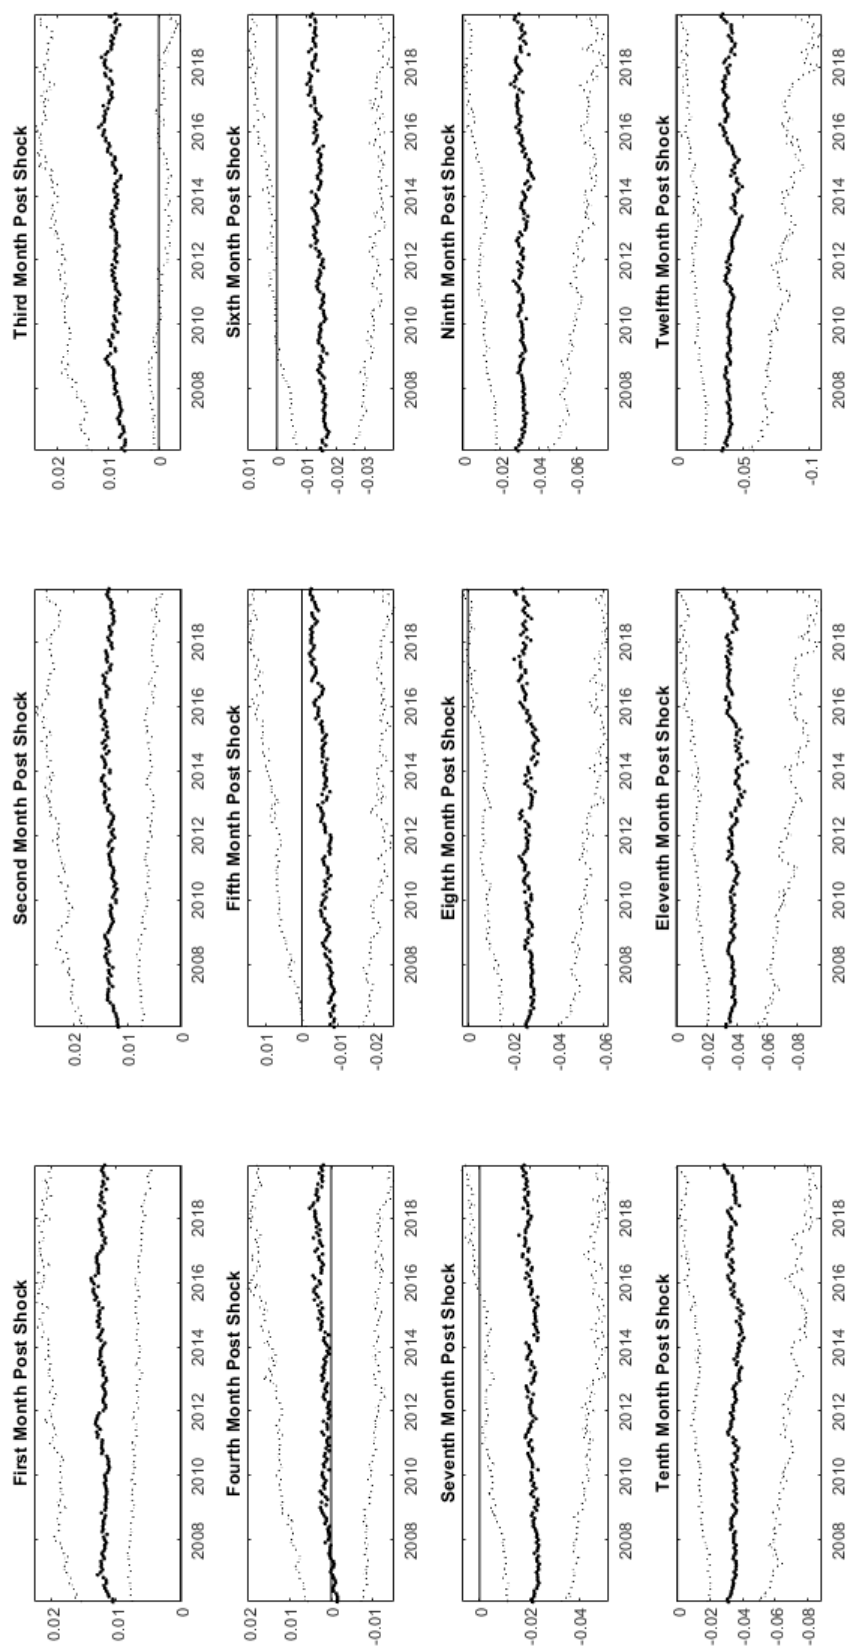 First Month Post Shock
0.02
0.01
0
2008 2010 2012 2014 2016 2018
Second Month Post Shock
0.02
0.01
0
2008 2010 2012 2014 2016 2018
Third Month Post Shock
0.02
0.01
0
2008 2010 2012 2014 2016 2018
Fourth Month Post Shock
0.02
0.01
0
-0.01
2008 2010 2012 2014 2016 2018
Fifth Month Post Shock
0.01
0
-0.01
-0.02
2008 2010 2012 2014 2016 2018
Sixth Month Post Shock
0.01
0
-0.01
-0.02
-0.03
2008 2010 2012 2014 2016 2018
Seventh Month Post Shock
0
-0.02
-0.04
2008 2010 2012 2014 2016 2018
Eighth Month Post Shock
0
-0.02
-0.04
-0.06
2008 2010 2012 2014 2016 2018
Ninth Month Post Shock
0
-0.02
-0.04
-0.06
2008 2010 2012 2014 2016 2018
Tenth Month Post Shock
0
-0.02
-0.04
-0.06
-0.08
2008 2010 2012 2014 2016 2018
Eleventh Month Post Shock
0
-0.02
-0.04
-0.06
-0.08
2008 2010 2012 2014 2016 2018
Twelfth Month Post Shock
0
-0.05
-0.1
2008 2010 2012 2014 2016 2018